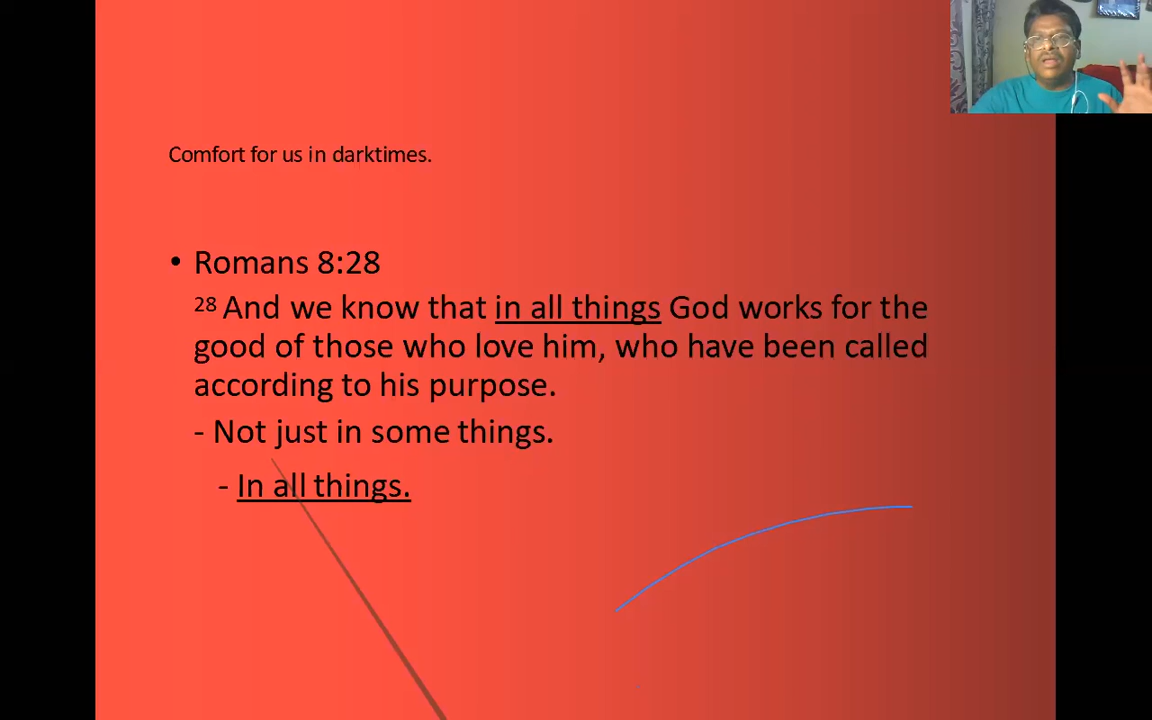 Comfort for us in darktimes.
• Romans 8:28
28 And we know that in all things God works for the
good of those who love him, who have been called
according to his purpose.
- Not just in some things.
- In all things.